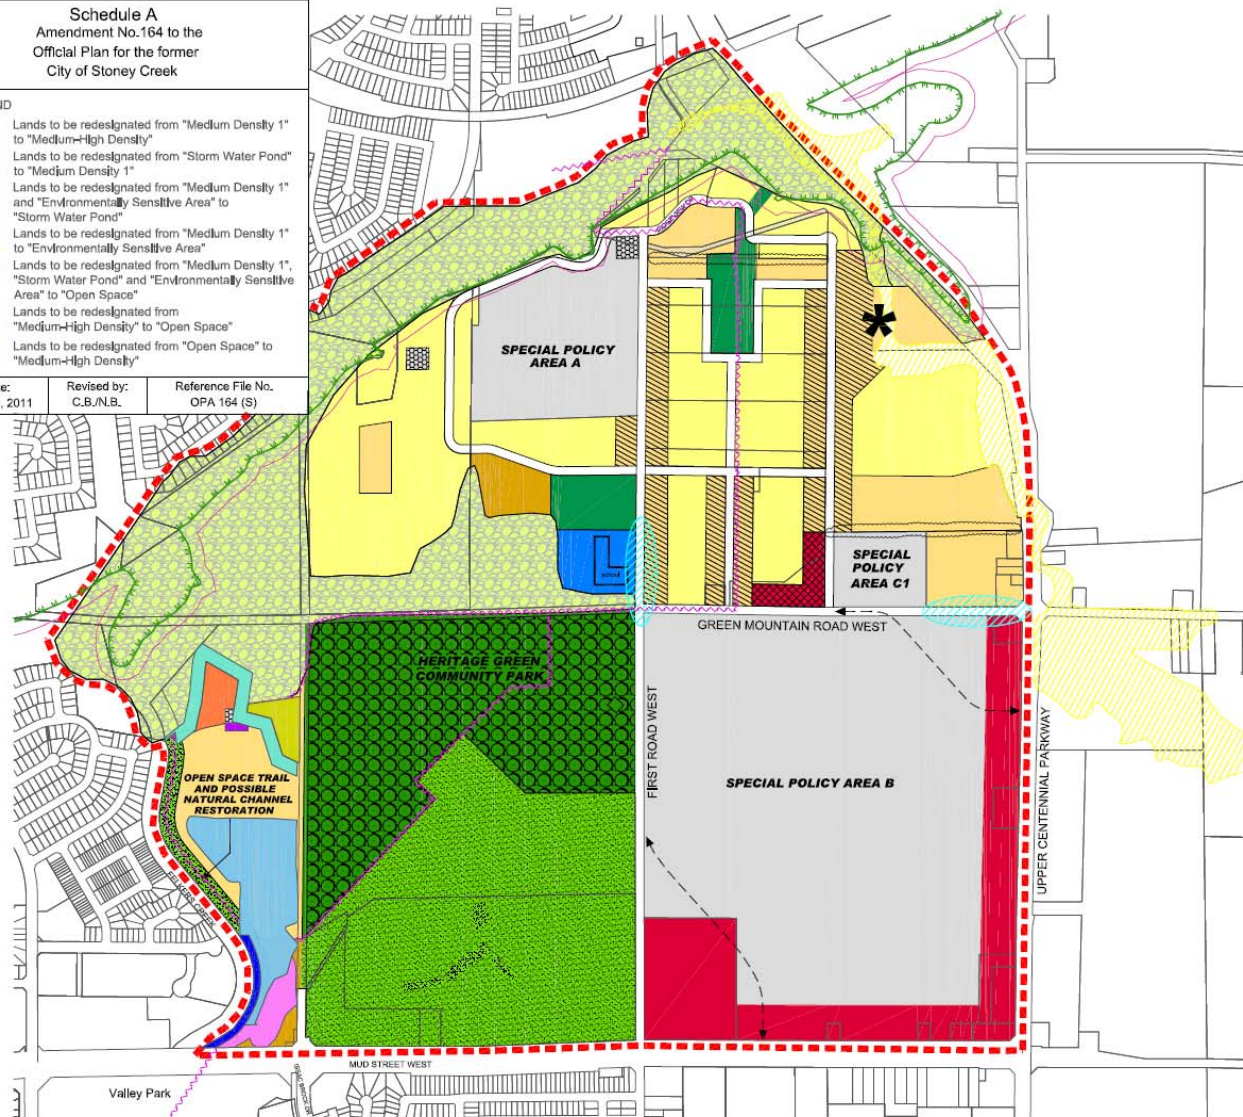 Schedule A
Amendment No.164 to the
Official Plan for the former
City of Stoney Creek
ND
Lands to be redesignated from "Medium Density 1"
to "Medium-High Density"
Lands to be redesignated from "Storm Water Pond"
to "Medium Density 1"
Lands to be redesignated from "Medium Density 1"
and "Environmentally Sensitive Area" to
"Storm Water Pond"
Lands to be redesignated from "Medium Density 1"
to "Environmentally Sensitive Area"
Lands to be redesignated from "Medium Density 1",
"Storm Water Pond" and "Environmentally Sensitive
Area" to "Open Space"
Lands to be redesignated from
"Medium-High Density" to "Open Space"
Lands to be redesignated from "Open Space" to
"Medium-High Density"
e:
, 2011
Revised by:
C.B./N.B.
Reference File No.
OPA 164 (S)
SPECIAL POLICY
AREA A
SPECIAL
POLICY
AREA C1
school
GREEN MOUNTAIN ROAD WEST
HERITAGE GREEN
COMMUNITY PARK
FIRST ROAD WEST
UPPER CENTENNIAL PARKWAY
OPEN SPACE TRAIL
AND POSSIBLE
NATURAL CHANNEL
RESTORATION
SPECIAL POLICY AREA B
FELKERS CREEK
MUD STREET WEST
ISAAC BROCK DR
Valley Park